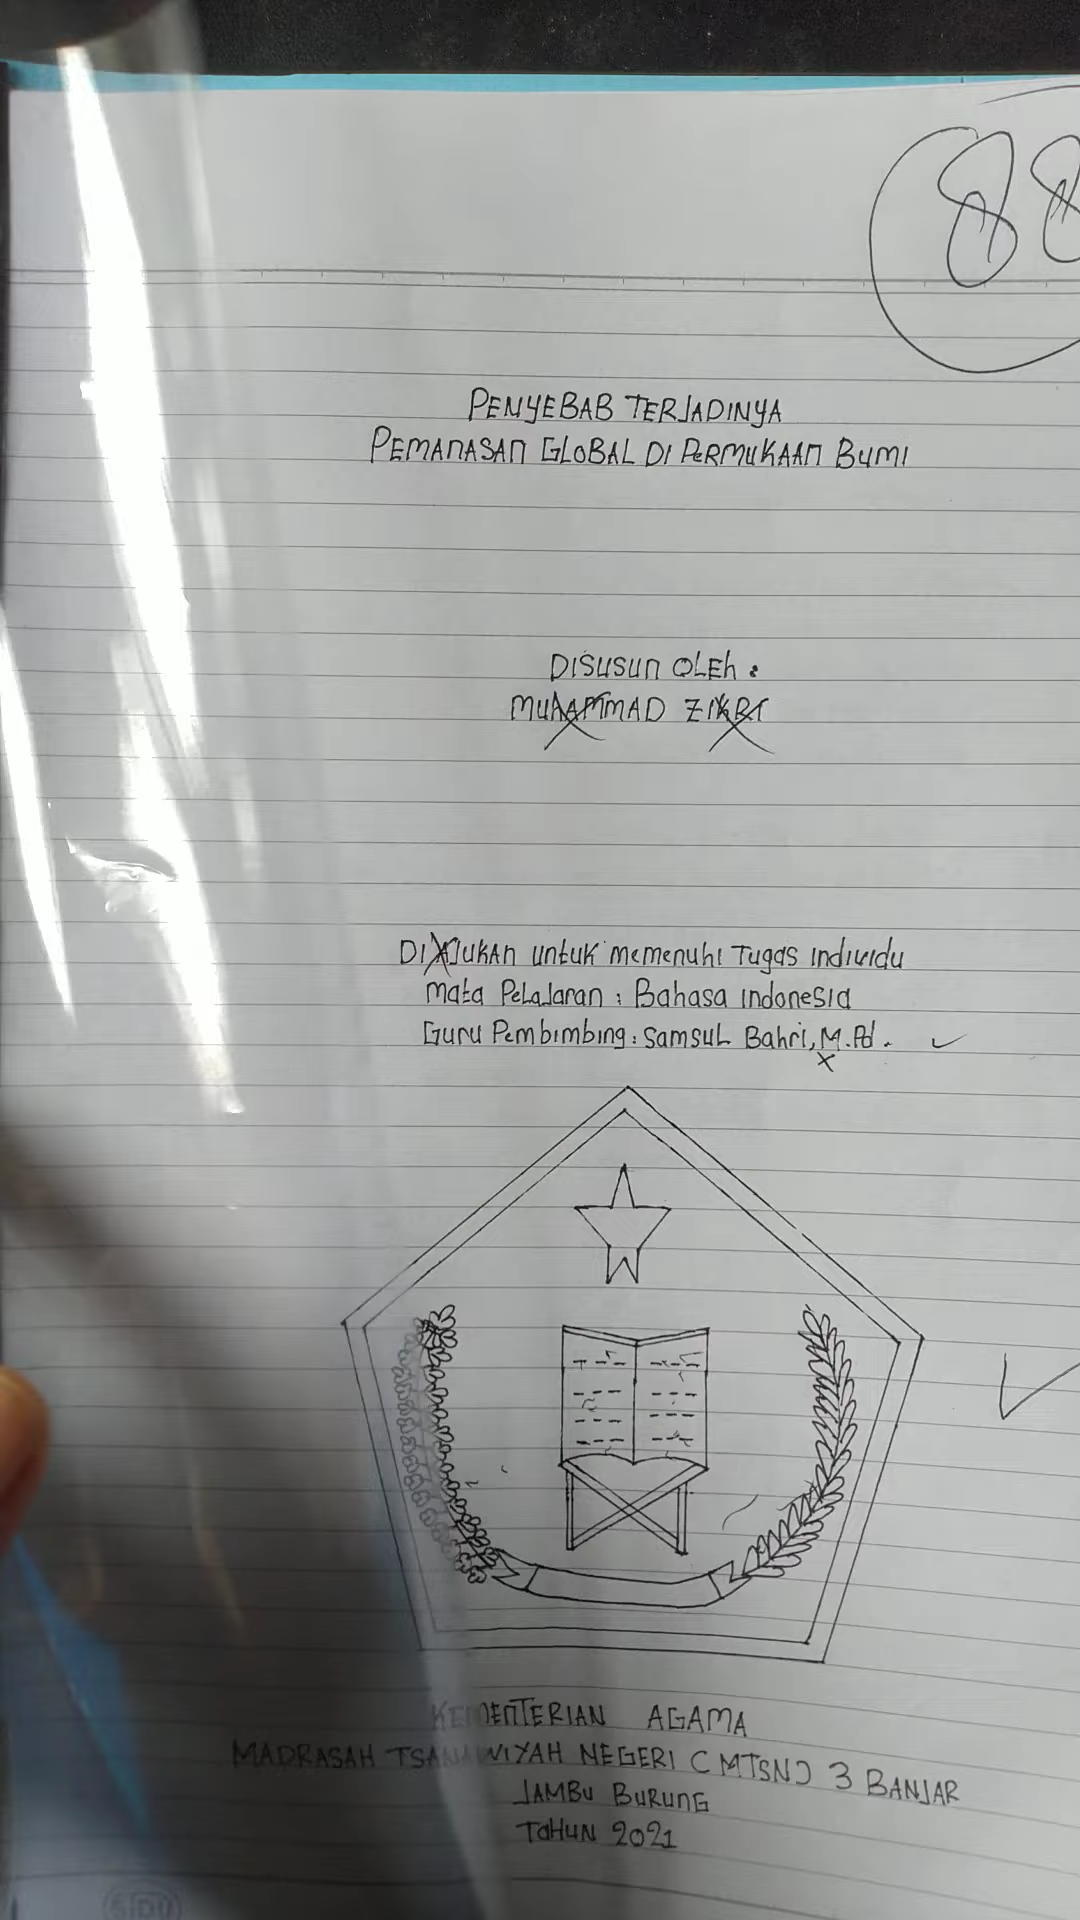 88
PENYEBAB TERJADINYA
PEMANASAN GLOBAL DI PERMUKAAN BUMI
DISUSUN OLEH :
MUHAMMAD ZIKRI
DIAJUKAN untuk memenuhi Tugas individu
Mata Pelajaran : Bahasa indonesia
Guru Pembimbing : Samsul Bahri, M.Pd.
KEMENTERIAN AGAMA
MADRASAH TSANAWIYAH NEGERI (MTSN) 3 BANJAR
JAMBU BURUNG
TAHUN 2021
SIDU